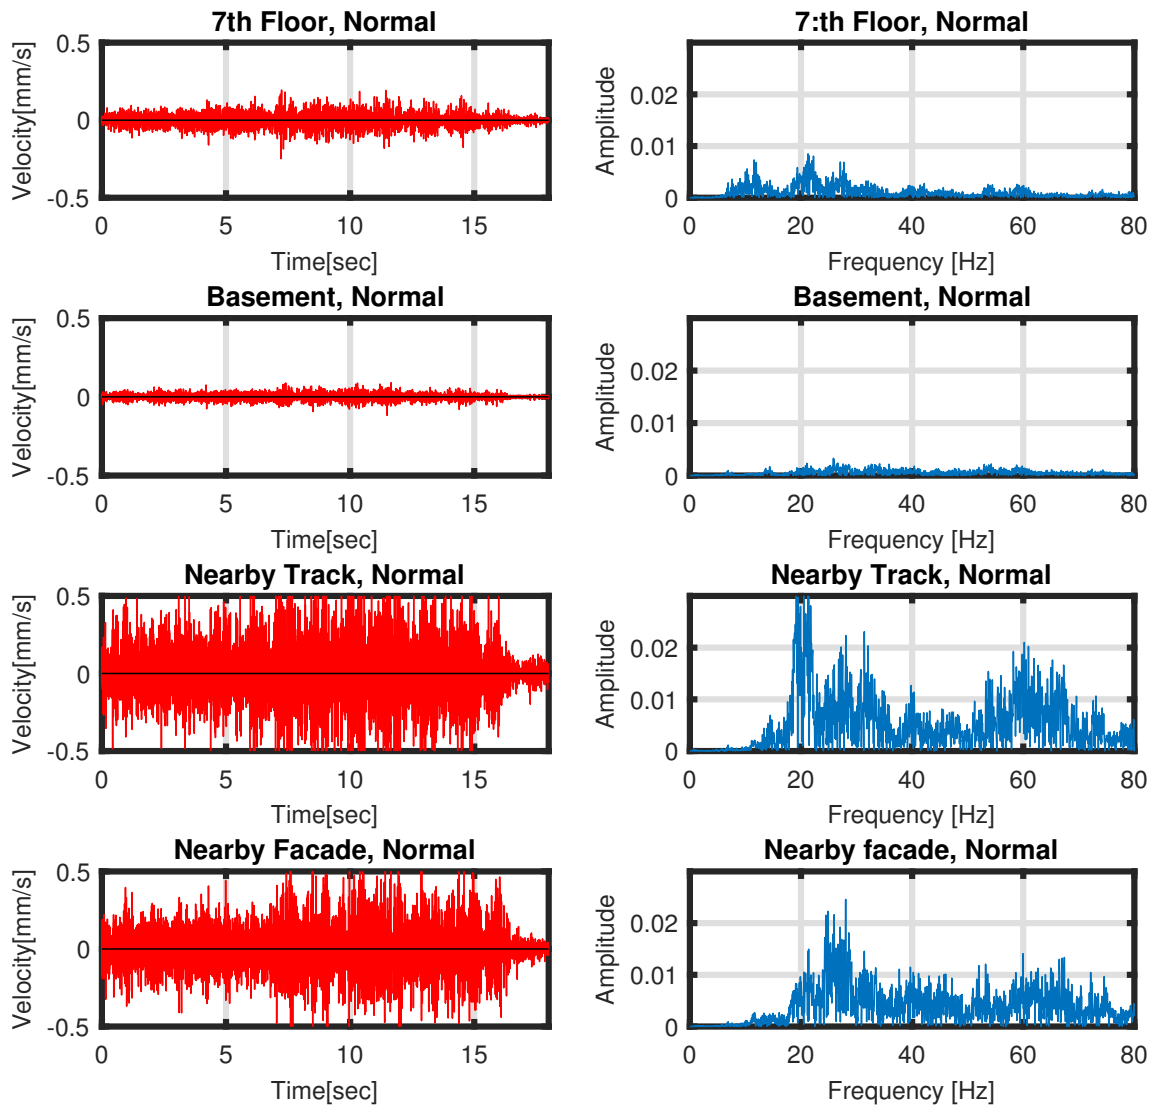 7th Floor, Normal
7:th Floor, Normal
0.5
0
-0.5
Velocity[mm/s]
0 5 10 15
Time[sec]
0.02
0.01
0
Amplitude
0 20 40 60 80
Frequency [Hz]
Basement, Normal
Basement, Normal
0.5
0
-0.5
Velocity[mm/s]
0 5 10 15
Time[sec]
0.02
0.01
0
Amplitude
0 20 40 60 80
Frequency [Hz]
Nearby Track, Normal
Nearby Track, Normal
0.5
0
-0.5
Velocity[mm/s]
0 5 10 15
Time[sec]
0.02
0.01
0
Amplitude
0 20 40 60 80
Frequency [Hz]
Nearby Facade, Normal
Nearby facade, Normal
0.5
0
-0.5
Velocity[mm/s]
0 5 10 15
Time[sec]
0.02
0.01
0
Amplitude
0 20 40 60 80
Frequency [Hz]